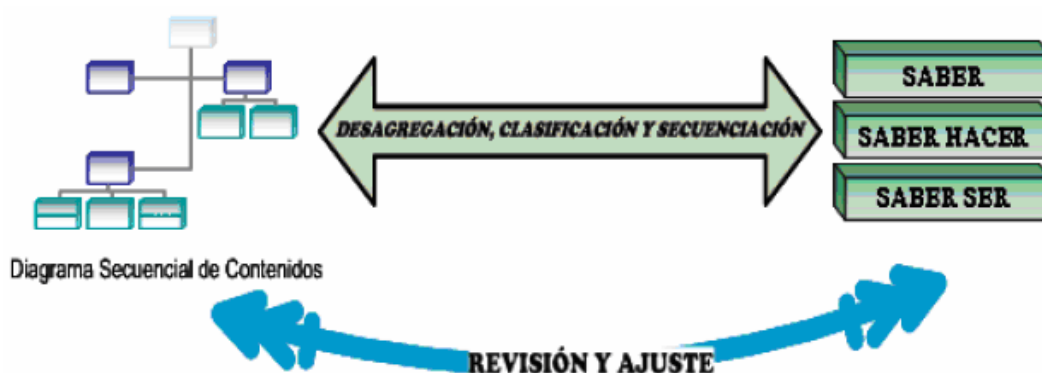 SABER
DESAGREGACIÓN, CLASIFICACIÓN Y SECUENCIACIÓN
SABER HACER
SABER SER
Diagrama Secuencial de Contenidos
REVISIÓN Y AJUSTE